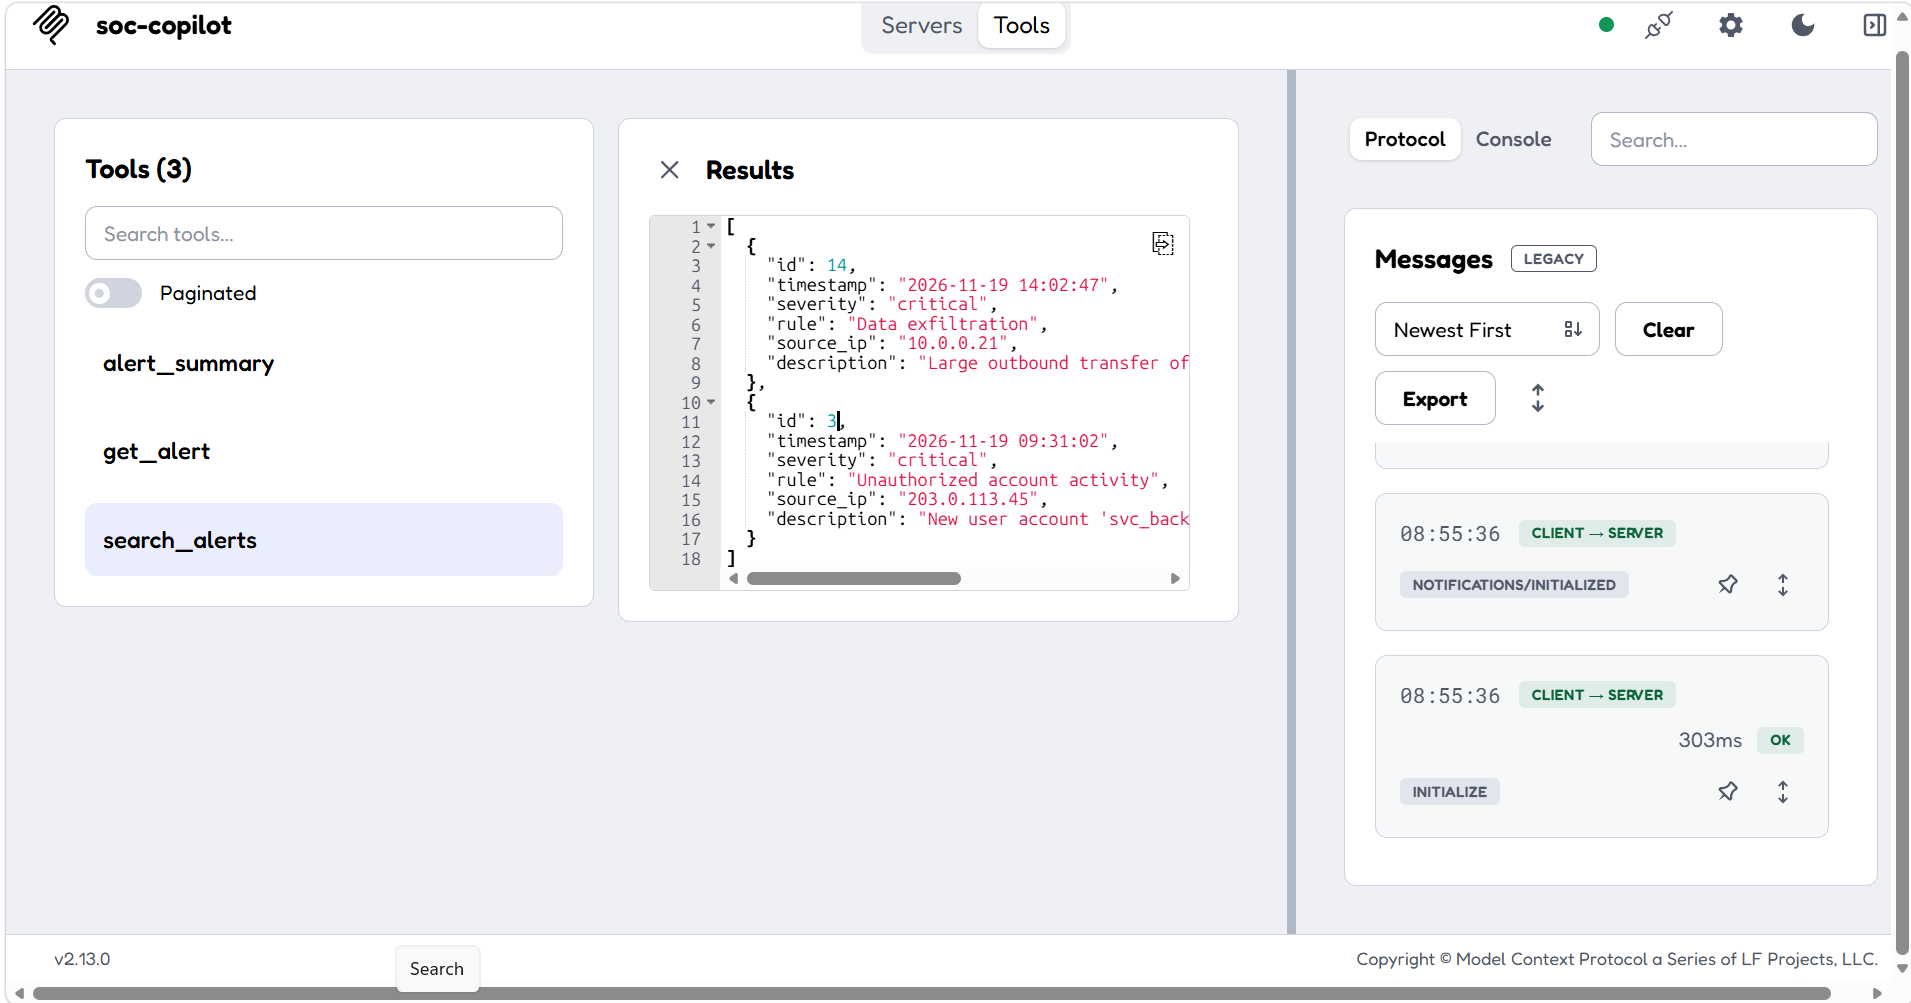 soc-copilot
Servers
Tools
Tools (3)
Search tools...
Paginated
alert_summary
get_alert
search_alerts
Results
1 [
2 {
3 "id": 14,
4 "timestamp": "2026-11-19 14:02:47",
5 "severity": "critical",
6 "rule": "Data exfiltration",
7 "source_ip": "10.0.0.21",
8 "description": "Large outbound transfer of
9 },
10 {
11 "id": 3,
12 "timestamp": "2026-11-19 09:31:02",
13 "severity": "critical",
14 "rule": "Unauthorized account activity",
15 "source_ip": "203.0.113.45",
16 "description": "New user account 'svc_back
17 }
18 ]
Protocol
Console
Search...
Messages
LEGACY
Newest First
Clear
Export
08:55:36 CLIENT → SERVER
NOTIFICATIONS/INITIALIZED
08:55:36 CLIENT → SERVER
303ms OK
INITIALIZE
v2.13.0
Search
Copyright © Model Context Protocol a Series of LF Projects, LLC.